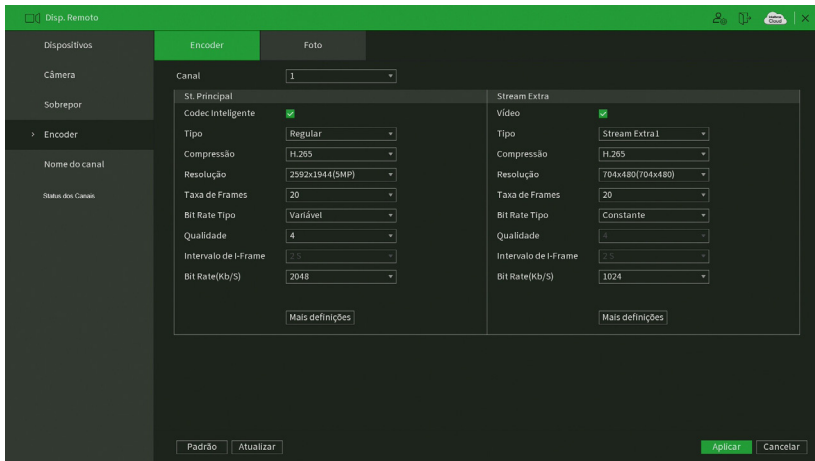 Disp. Remoto
Cloud
Dispositivos
Câmera
Sobrepor
Encoder
Nome do canal
Status dos Canais
Encoder Foto
Canal 1
St. Principal Stream Extra
Codec Inteligente Vídeo
Tipo Regular Tipo Stream Extra1
Compressão H.265 Compressão H.265
Resolução 2592x1944(5MP) Resolução 704x480(704x480)
Taxa de Frames 20 Taxa de Frames 20
Bit Rate Tipo Variável Bit Rate Tipo Constante
Qualidade 4 Qualidade 4
Intervalo de I-Frame 2 S Intervalo de I-Frame 2 S
Bit Rate(Kb/S) 2048 Bit Rate(Kb/S) 1024
Mais definições Mais definições
Padrão Atualizar Aplicar Cancelar